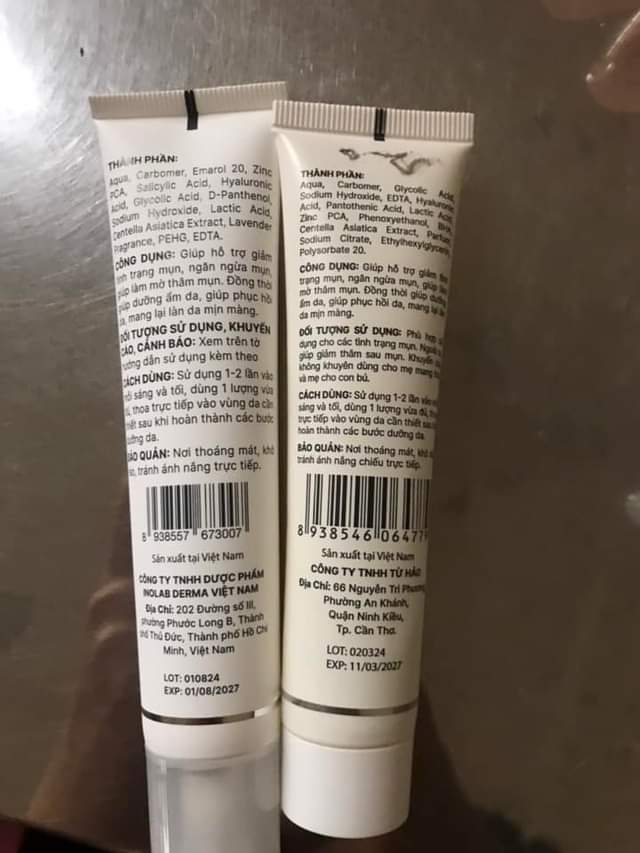 THÀNH PHẦN:
Aqua, Carbomer, Emarol 20, Zinc
PCA, Salicylic Acid, Hyaluronic
Acid, Glycolic Acid, D-Panthenol,
Sodium Hydroxide, Lactic Acid,
Centella Asiatica Extract, Lavender
Fragrance, PEHG, EDTA.
CÔNG DỤNG: Giúp hỗ trợ giảm
tình trạng mụn, ngăn ngừa mụn,
giúp làm mờ thâm mụn. Đồng thời
giúp dưỡng ẩm da, giúp phục hồi
da, mang lại làn da mịn màng.
ĐỐI TƯỢNG SỬ DỤNG, KHUYẾN
CÁO, CẢNH BÁO: Xem trên tờ
hướng dẫn sử dụng kèm theo
CÁCH DÙNG: Sử dụng 1-2 lần vào
mỗi sáng và tối, dùng 1 lượng vừa
đủ, thoa trực tiếp vào vùng da cần
thiết sau khi hoàn thành các bước
dưỡng da.
BẢO QUẢN: Nơi thoáng mát, khô
ráo, tránh ánh nắng trực tiếp.
8 938557 673007
Sản xuất tại Việt Nam
CÔNG TY TNHH DƯỢC PHẨM
INOLAB DERMA VIỆT NAM
Địa Chỉ: 202 Đường số III,
phường Phước Long B, Thành
phố Thủ Đức, Thành phố Hồ Chí
Minh, Việt Nam
LOT: 010824
EXP: 01/08/2027
THÀNH PHẦN:
Aqua, Carbomer, Glycolic Acid,
Sodium Hydroxide, EDTA, Hyaluronic
Acid, Pantothenic Acid, Lactic Acid,
Zinc PCA, Phenoxyethanol,
Centella Asiatica Extract, Parfum,
Sodium Citrate, Ethylhexylglycerin,
Polysorbate 20.
CÔNG DỤNG: Giúp hỗ trợ giảm tình
trạng mụn, ngăn ngừa mụn, giúp làm
mờ thâm mụn. Đồng thời giúp dưỡng
ẩm da, giúp phục hồi da, mang lại làn
da mịn màng.
ĐỐI TƯỢNG SỬ DỤNG: Phù hợp sử
dụng cho các tình trạng mụn. Người
giúp giảm thâm sau mụn. Khuyến cáo
không khuyên dùng cho mẹ mang thai
và mẹ cho con bú.
CÁCH DÙNG: Sử dụng 1-2 lần vào
sáng và tối, dùng 1 lượng vừa đủ, thoa
trực tiếp vào vùng da cần thiết sau khi
hoàn thành các bước dưỡng da.
BẢO QUẢN: Nơi thoáng mát, khô ráo,
tránh ánh nắng chiếu trực tiếp.
8 938546 06477
Sản xuất tại Việt Nam
CÔNG TY TNHH TỪ HẢO
Địa Chỉ: 66 Nguyễn Tri Phương,
Phường An Khánh,
Quận Ninh Kiều,
Tp. Cần Thơ.
LOT: 020324
EXP: 11/03/2027